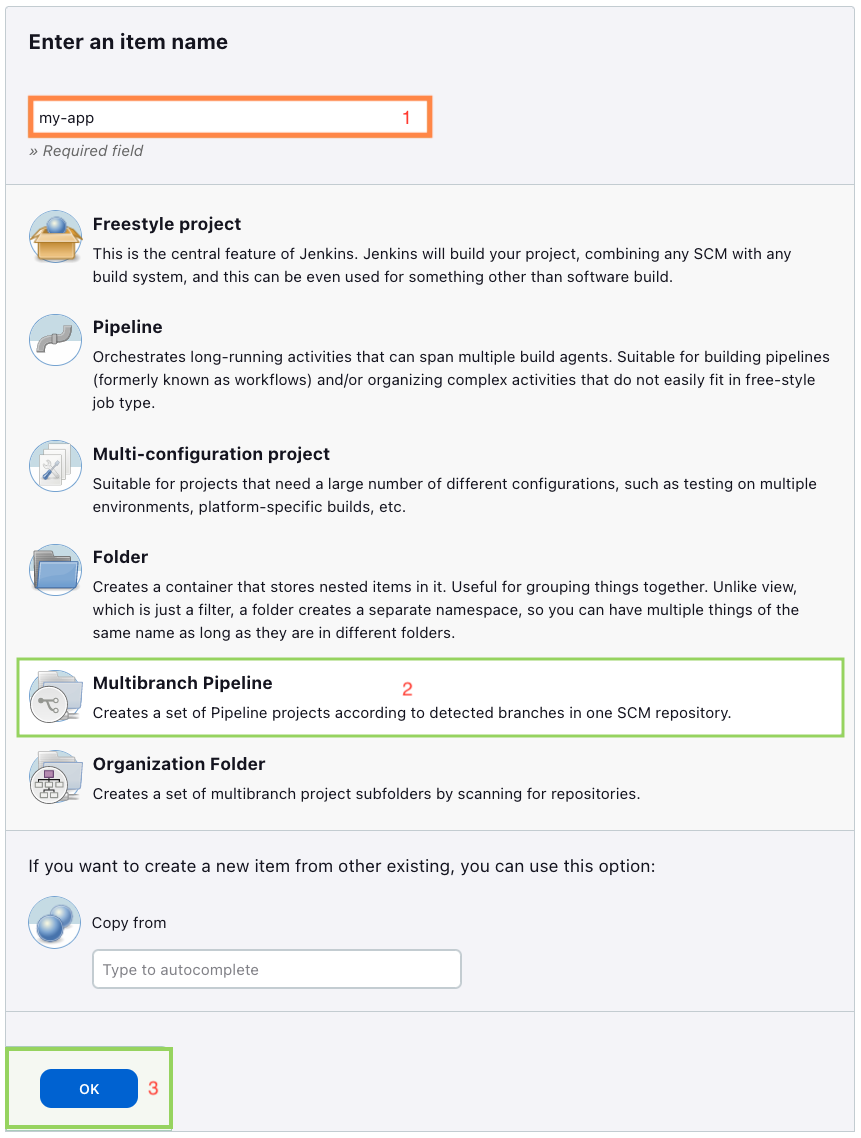 Enter an item name
my-app 1
» Required field
Freestyle project
This is the central feature of Jenkins. Jenkins will build your project, combining any SCM with any
build system, and this can be even used for something other than software build.
Pipeline
Orchestrates long-running activities that can span multiple build agents. Suitable for building pipelines
(formerly known as workflows) and/or organizing complex activities that do not easily fit in free-style
job type.
Multi-configuration project
Suitable for projects that need a large number of different configurations, such as testing on multiple
environments, platform-specific builds, etc.
Folder
Creates a container that stores nested items in it. Useful for grouping things together. Unlike view,
which is just a filter, a folder creates a separate namespace, so you can have multiple things of the
same name as long as they are in different folders.
Multibranch Pipeline 2
Creates a set of Pipeline projects according to detected branches in one SCM repository.
Organization Folder
Creates a set of multibranch project subfolders by scanning for repositories.
If you want to create a new item from other existing, you can use this option:
Copy from
Type to autocomplete
OK 3